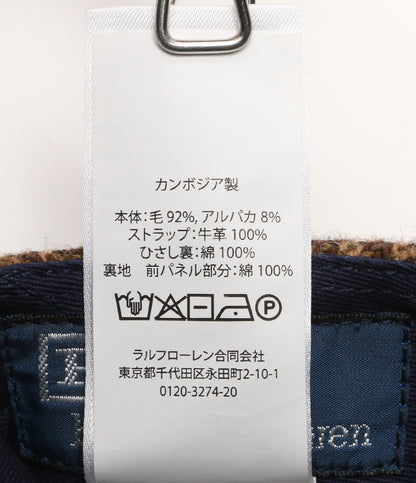 カンボジア製
本体：毛 92%, アルパカ 8%
ストラップ：牛革 100%
ひさし裏：綿 100%
裏地　前パネル部分：綿 100%
P
ラルフローレン合同会社
東京都千代田区永田町2-10-1
0120-3274-20